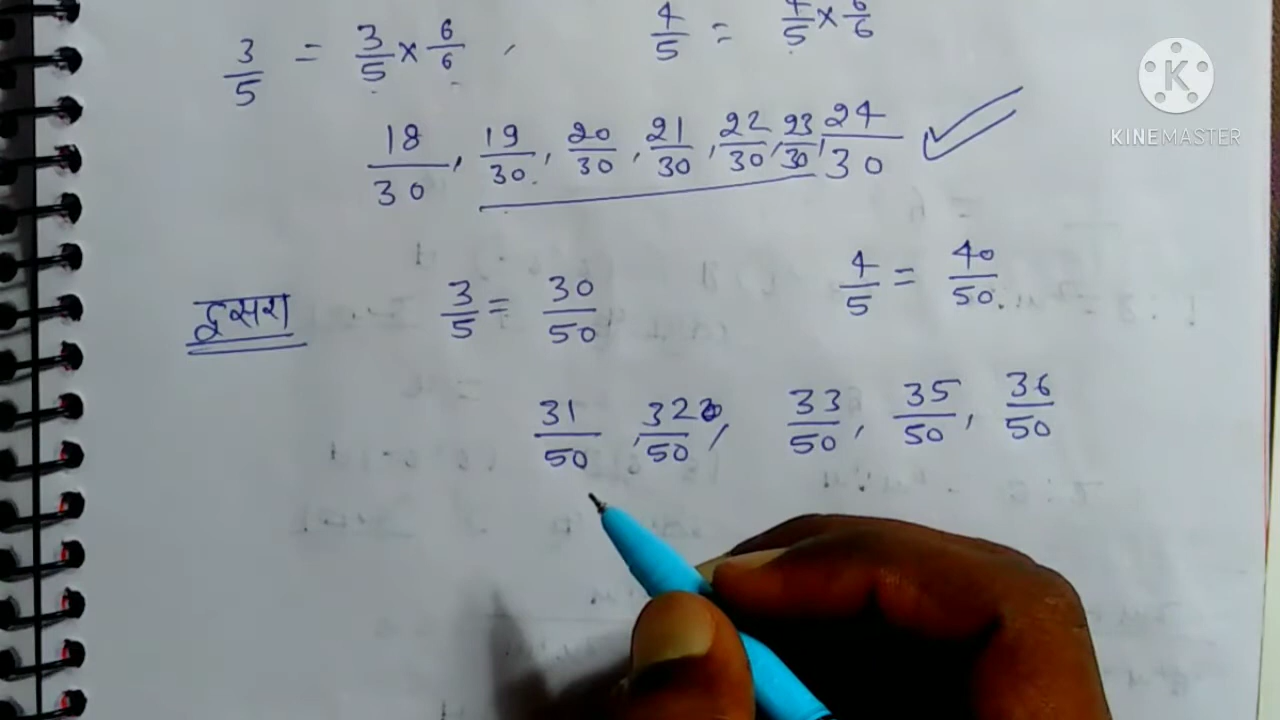 3/5 = 3/5 × 6/6 , 4/5 = 4/5 × 6/6
K
KINEMASTER
18/30, 19/30, 20/30, 21/30, 22/30, 23/30, 24/30
दूसरा 3/5 = 30/50 4/5 = 40/50.
31/50, 32/50, 33/50, 35/50, 36/50